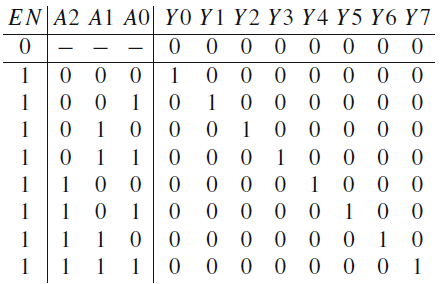 EN A2 A1 A0 Y0 Y1 Y2 Y3 Y4 Y5 Y6 Y7
0 – – – 0 0 0 0 0 0 0 0
1 0 0 0 1 0 0 0 0 0 0 0
1 0 0 1 0 1 0 0 0 0 0 0
1 0 1 0 0 0 1 0 0 0 0 0
1 0 1 1 0 0 0 1 0 0 0 0
1 1 0 0 0 0 0 0 1 0 0 0
1 1 0 1 0 0 0 0 0 1 0 0
1 1 1 0 0 0 0 0 0 0 1 0
1 1 1 1 0 0 0 0 0 0 0 1